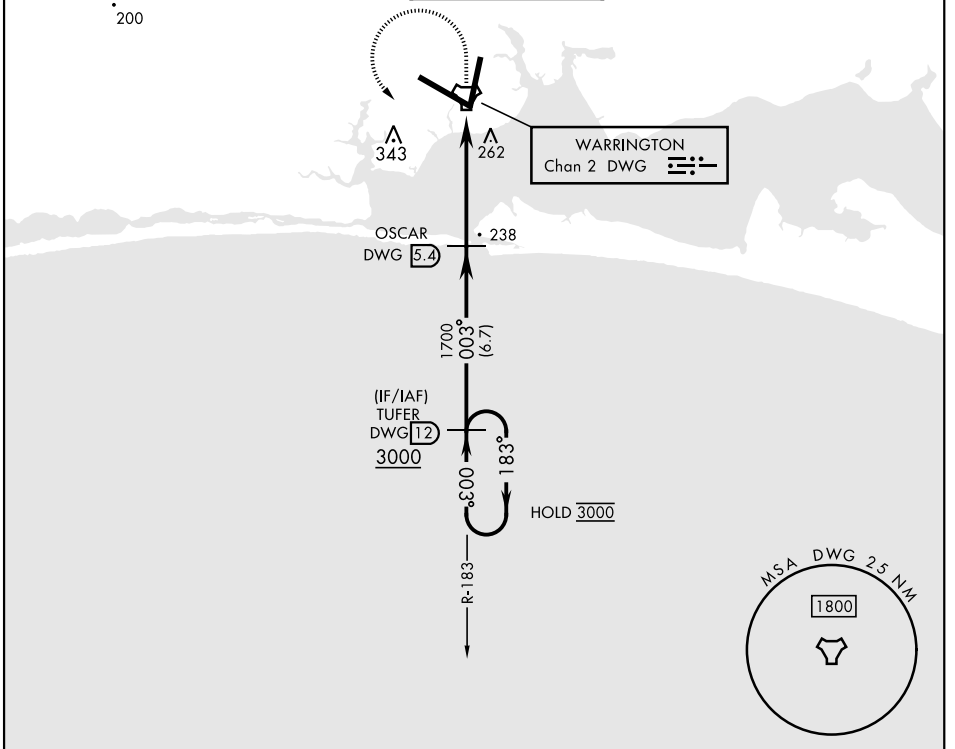 200
343
262
WARRINGTON
Chan 2 DWG
OSCAR
DWG 5.4
238
1700
003°
(6.7)
(IF/IAF)
TUFER
DWG 12
3000
003°
183°
HOLD 3000
R-183
MSA DWG 25 NM
1800